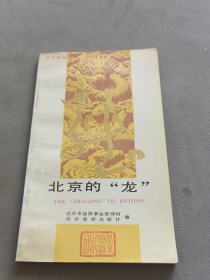 北京的“龙”
THE “DRAGONS” OF BEIJING
北京市旅游事业管理局
北京旅游出版社 编